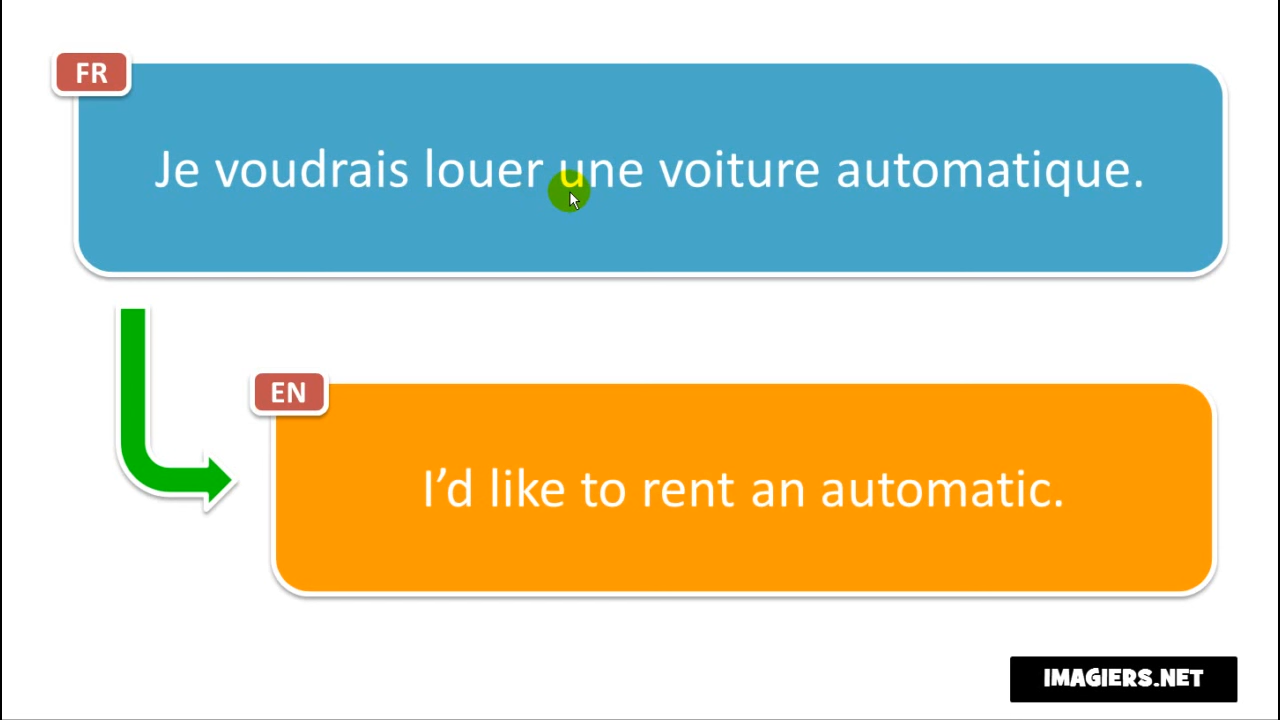 FR
Je voudrais louer une voiture automatique.
EN
I’d like to rent an automatic.
IMAGIERS.NET